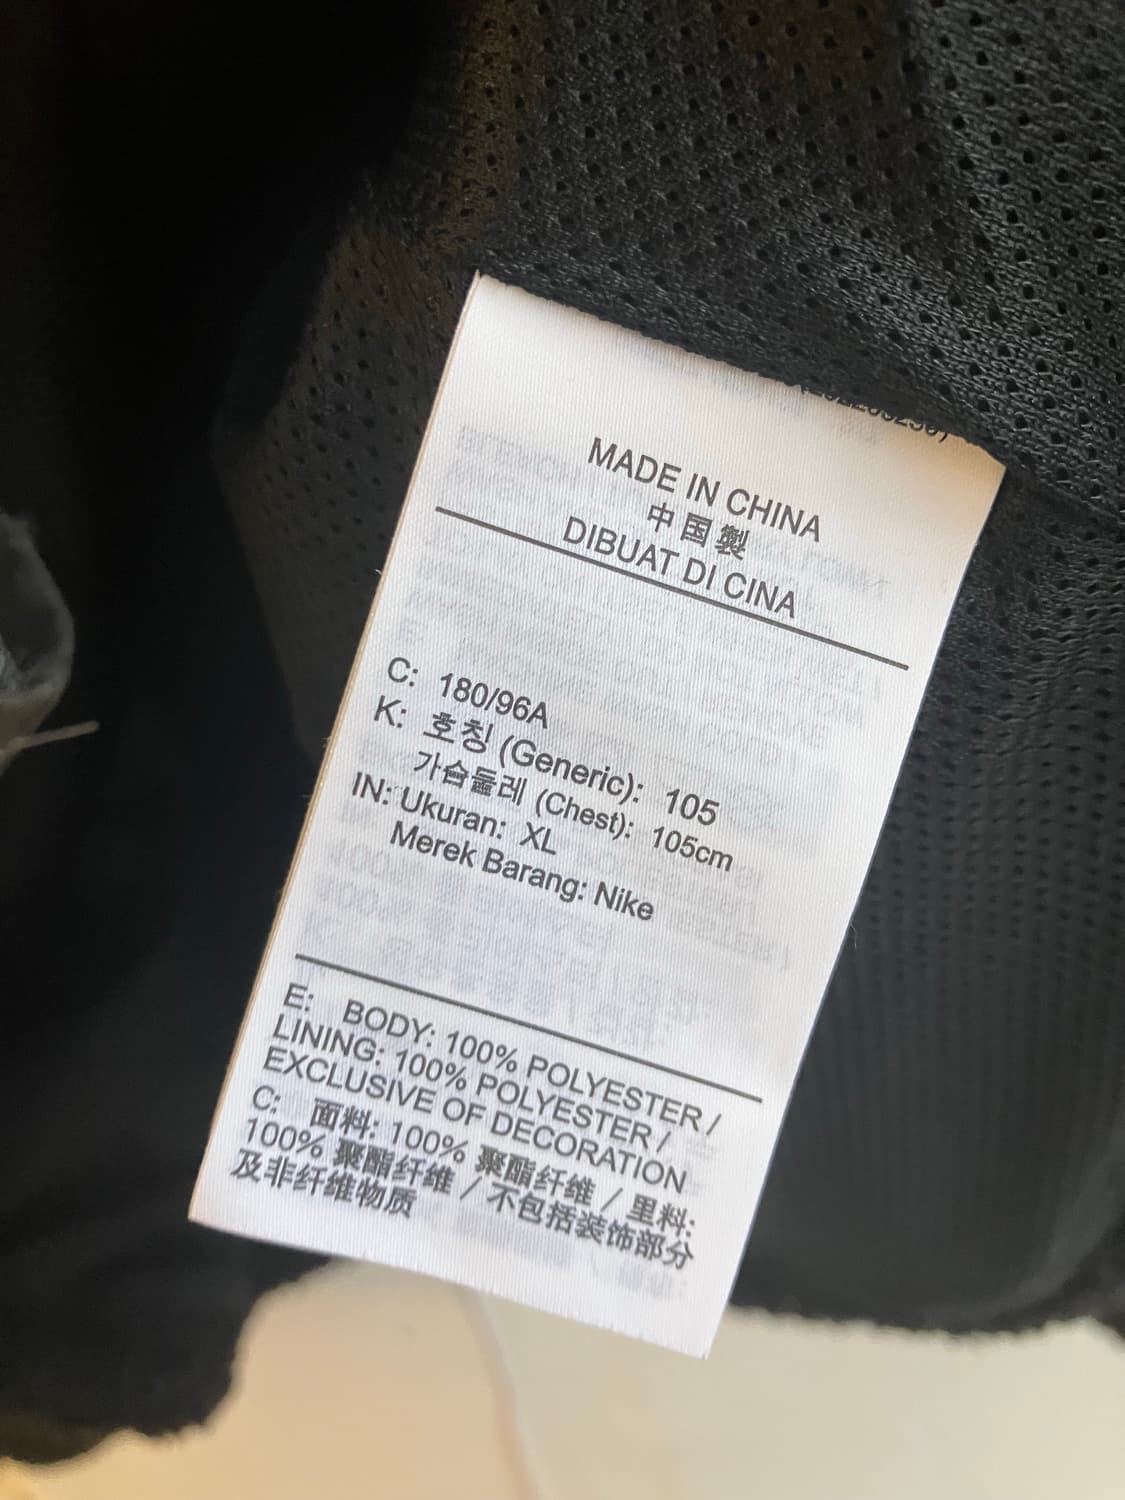 MADE IN CHINA
中国製
DIBUAT DI CINA
C: 180/96A
K: 호칭 (Generic): 105
가슴둘레 (Chest): 105cm
IN: Ukuran: XL
Merek Barang: Nike
E: BODY: 100% POLYESTER /
LINING: 100% POLYESTER /
EXCLUSIVE OF DECORATION
C: 面料: 100% 聚酯纤维 / 里料:
100% 聚酯纤维 / 不包括装饰部分
及非纤维物质